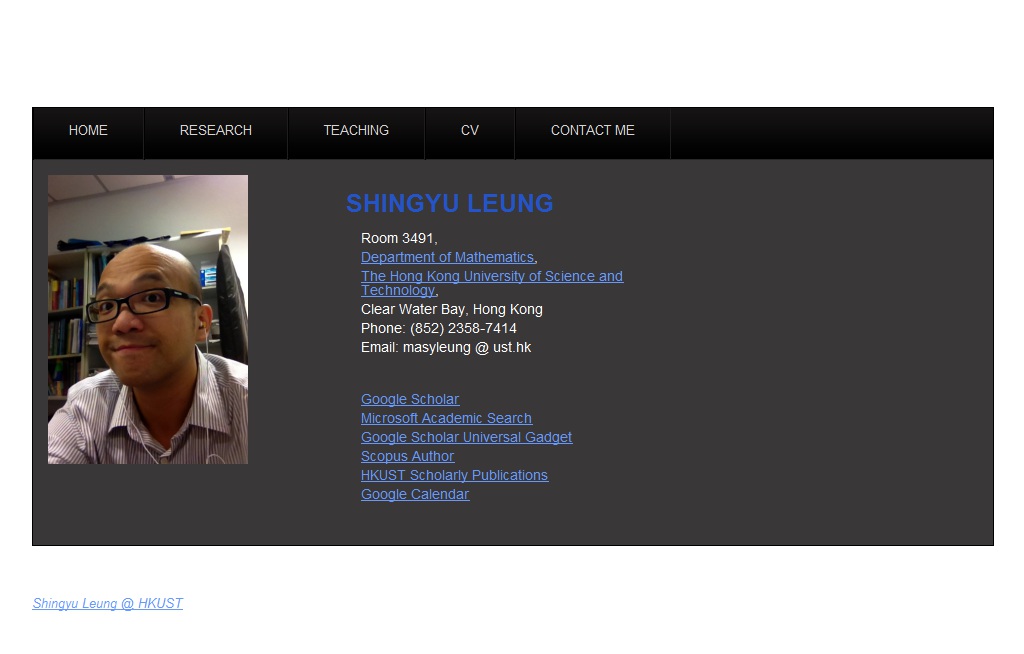 HOME RESEARCH TEACHING CV CONTACT ME
SHINGYU LEUNG
Room 3491,
Department of Mathematics,
The Hong Kong University of Science and
Technology,
Clear Water Bay, Hong Kong
Phone: (852) 2358-7414
Email: masyleung @ ust.hk
Google Scholar
Microsoft Academic Search
Google Scholar Universal Gadget
Scopus Author
HKUST Scholarly Publications
Google Calendar
Shingyu Leung @ HKUST